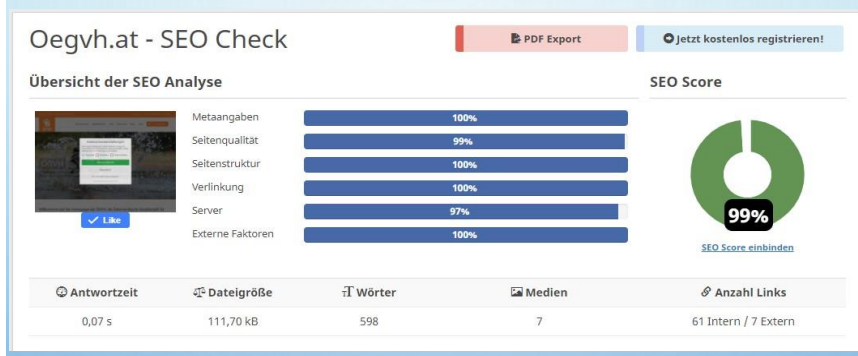 Oegvh.at - SEO Check
PDF Export
Jetzt kostenlos registrieren!
Übersicht der SEO Analyse
SEO Score
Metaangaben 100%
Seitenqualität 99%
Seitenstruktur 100%
Verlinkung 100%
Server 97%
Externe Faktoren 100%
Like
99%
SEO Score einbinden
Antwortzeit Dateigröße Wörter Medien Anzahl Links
0,07 s 111,70 kB 598 7 61 Intern / 7 Extern